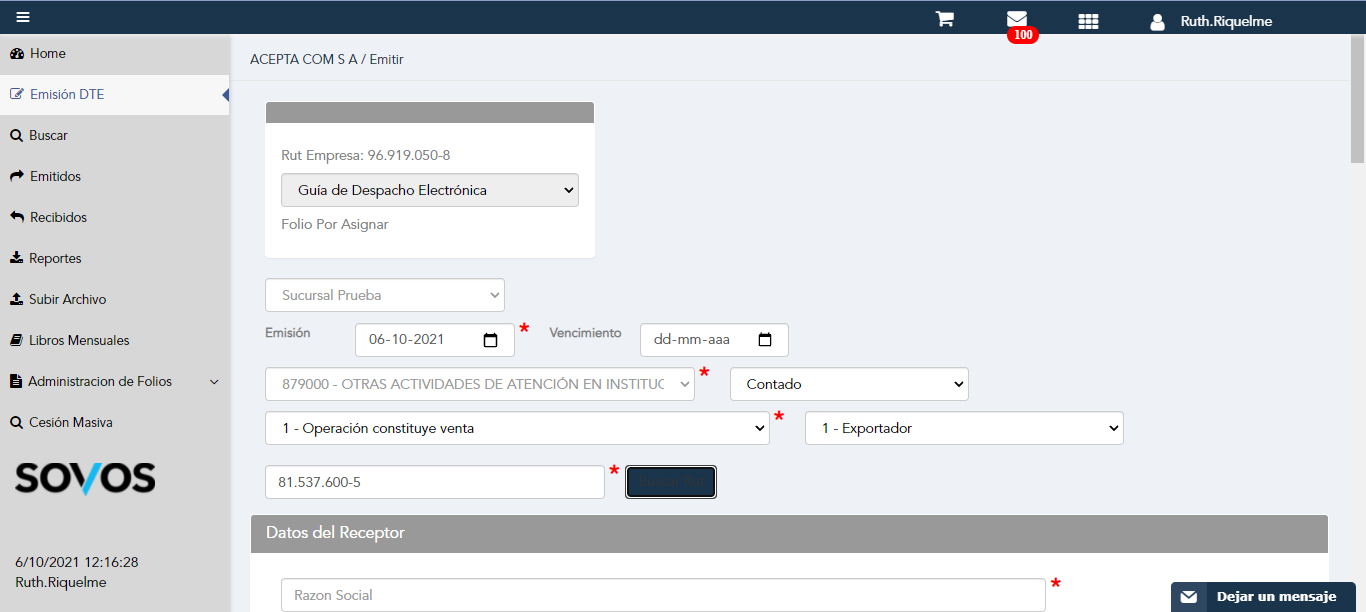 Ruth.Riquelme
100
Home
Emisión DTE
Buscar
Emitidos
Recibidos
Reportes
Subir Archivo
Libros Mensuales
Administracion de Folios
Cesión Masiva
SOVOS
6/10/2021 12:16:28
Ruth.Riquelme
ACEPTA COM S A / Emitir
Rut Empresa: 96.919.050-8
Guía de Despacho Electrónica
Folio Por Asignar
Sucursal Prueba
Emisión 06-10-2021 * Vencimiento dd-mm-aaa
879000 - OTRAS ACTIVIDADES DE ATENCIÓN EN INSTITUC * Contado
1 - Operación constituye venta * 1 - Exportador
81.537.600-5 *
Datos del Receptor
Razon Social *
Dejar un mensaje